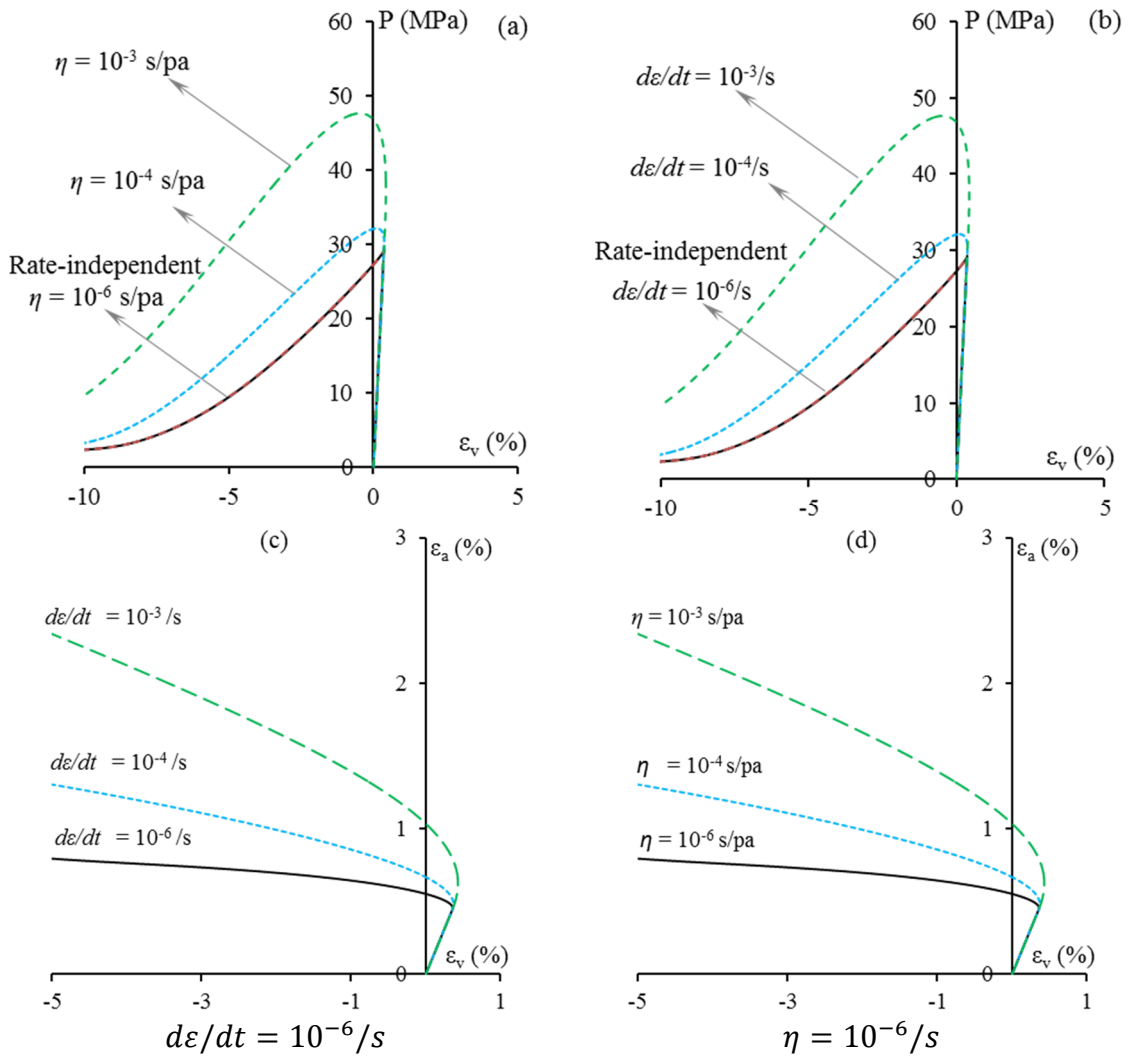 60 P (MPa) (a)
η = 10⁻³ s/pa
50
40
η = 10⁻⁴ s/pa
30
Rate-independent
η = 10⁻⁶ s/pa
20
10
εᵥ (%)
0
-10 -5 0 5
60 P (MPa) (b)
dε/dt = 10⁻³/s
50
40
dε/dt = 10⁻⁴/s
30
Rate-independent
dε/dt = 10⁻⁶/s
20
10
εᵥ (%)
0
-10 -5 0 5
(c) 3 εₐ (%)
dε/dt = 10⁻³ /s
2
dε/dt = 10⁻⁴ /s
1
dε/dt = 10⁻⁶ /s
εᵥ (%)
0
-5 -3 -1 1
dε/dt = 10⁻⁶/s
(d) 3 εₐ (%)
η = 10⁻³ s/pa
2
η = 10⁻⁴ s/pa
1
η = 10⁻⁶ s/pa
εᵥ (%)
0
-5 -3 -1 1
η = 10⁻⁶/s